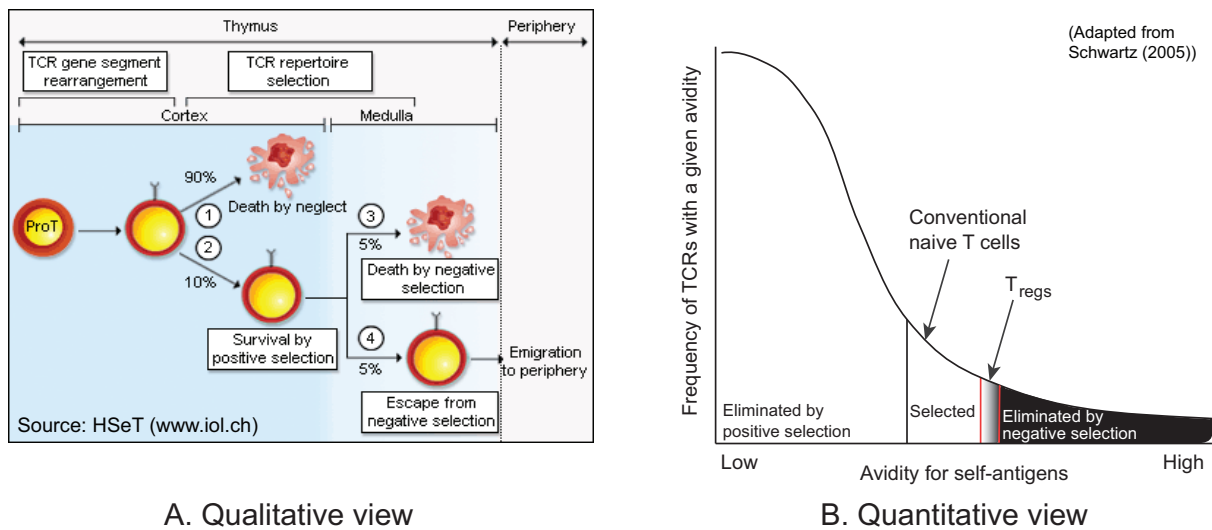 Thymus
Periphery
TCR gene segment
rearrangement
TCR repertoire
selection
Cortex
Medulla
90%
Death by neglect
ProT
1
2
10%
3
5%
Death by negative
selection
Survival by
positive selection
4
5%
Emigration
to periphery
Escape from
negative selection
Source: HSeT (www.iol.ch)
A. Qualitative view
(Adapted from
Schwartz (2005))
Frequency of TCRs with a given avidity
Conventional
naive T cells
Tregs
Eliminated by
positive selection
Selected
Eliminated by
negative selection
Low
High
Avidity for self-antigens
B. Quantitative view